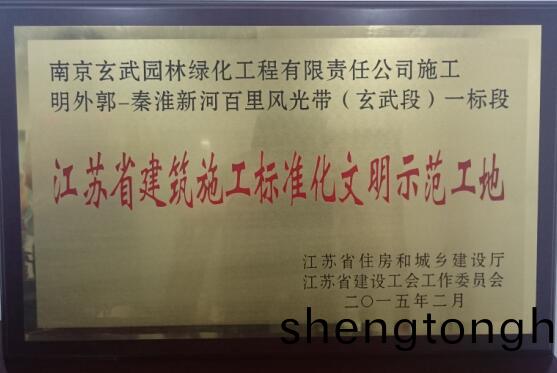 南京玄武园林绿化工程有限责任公司施工
明外郭-秦淮新河百里风光带（玄武段）一标段
江苏省建筑施工标准化文明示范工地
江苏省住房和城乡建设厅
江苏省建设工会工作委员会
二〇一五年二月
shengtongh